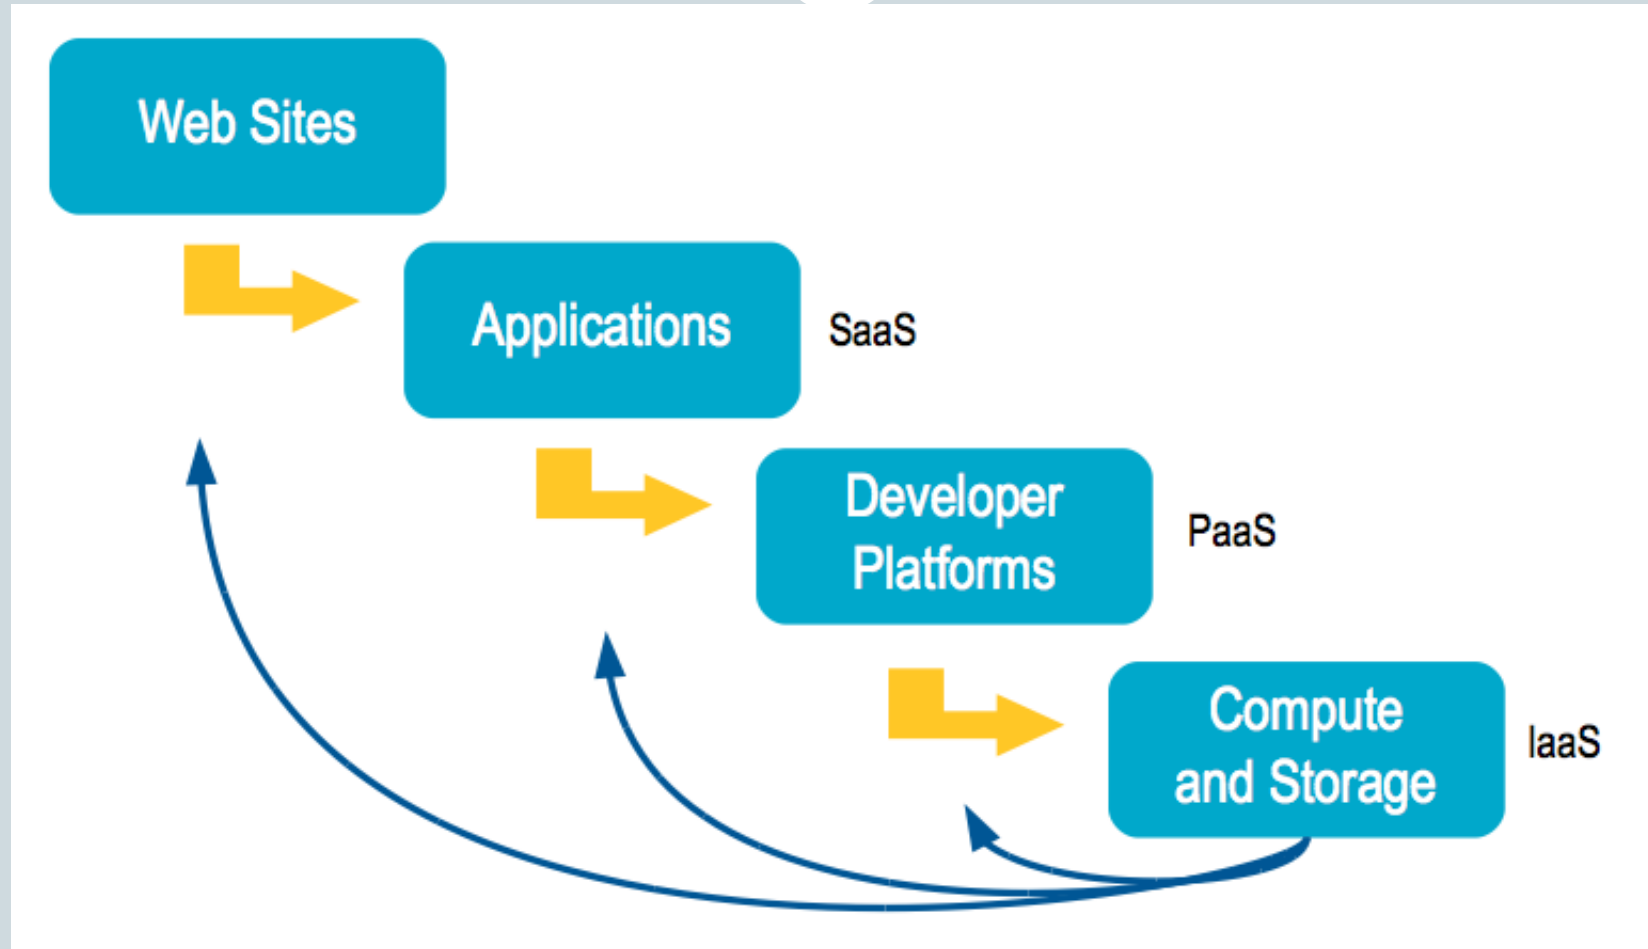 Web Sites
Applications
SaaS
Developer
Platforms
PaaS
Compute
and Storage
IaaS